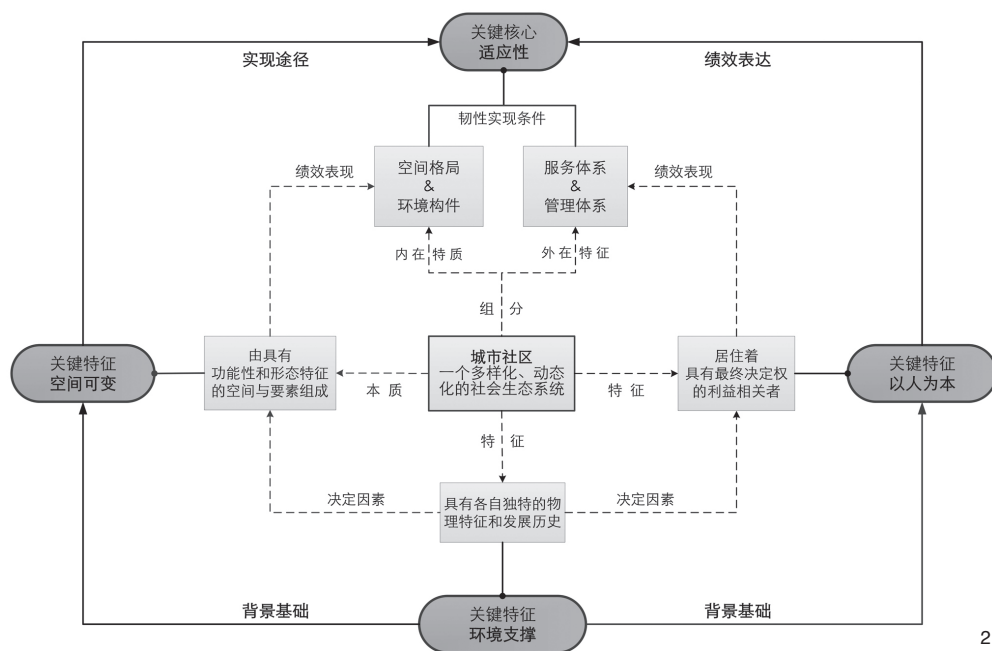 关键核心
适应性
实现途径
绩效表达
韧性实现条件
绩效表现
空间格局
&
环境构件
服务体系
&
管理体系
绩效表现
内在 特质
外在 特征
组 分
关键特征
空间可变
由具有
功能性和形态特征
的空间与要素组成
本 质
城市社区
一个多样化、动态
化的社会生态系统
特 征
居住着
具有最终决定权
的利益相关者
关键特征
以人为本
特 征
决定因素
具有各自独特的物
理特征和发展历史
决定因素
背景基础
关键特征
环境支撑
背景基础
2